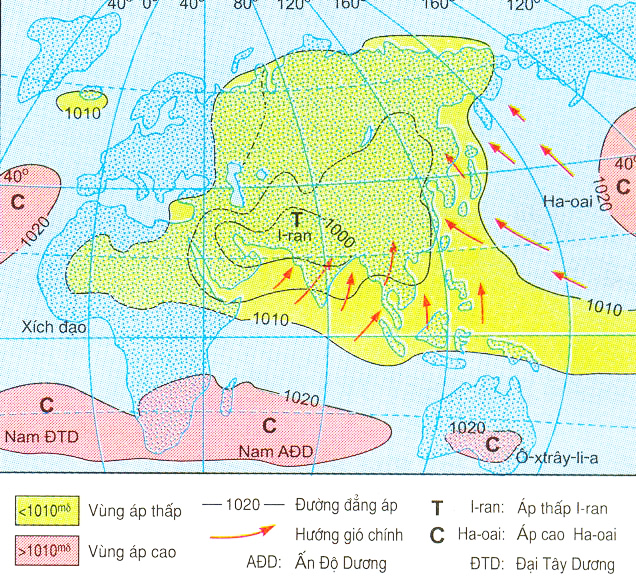 40° 0° 40° 80° 120° 160° 160° 120°
1010
40°
C
1020
T
I-ran
1000
Ha-oai
40°
C
1020
1010
1010
Xích đạo
C
Nam ĐTD
1020
C
Nam AĐD
1020
C
Ô-xtrây-li-a
<1010mb Vùng áp thấp
— 1020 — Đường đẳng áp
T I-ran: Áp thấp I-ran
Hướng gió chính
C Ha-oai: Áp cao Ha-oai
>1010mb Vùng áp cao
AĐD: Ấn Độ Dương
ĐTD: Đại Tây Dương